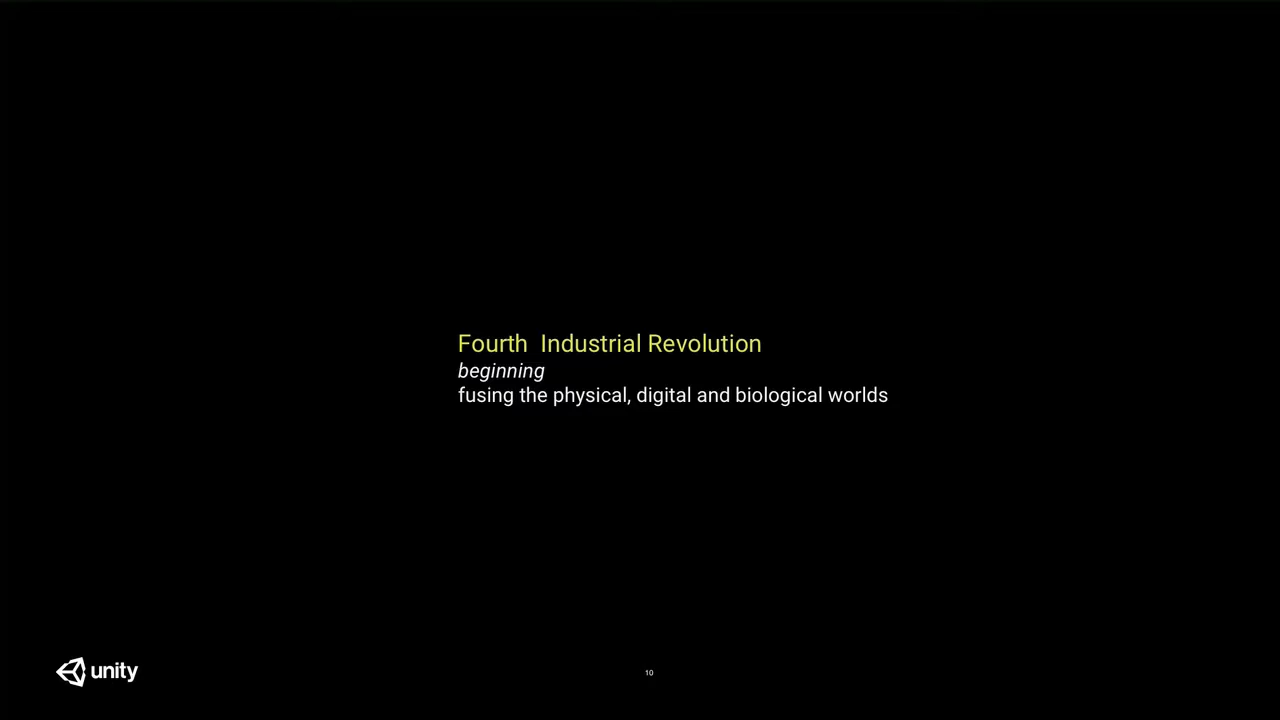 Fourth  Industrial Revolution
beginning
fusing the physical, digital and biological worlds
unity
10